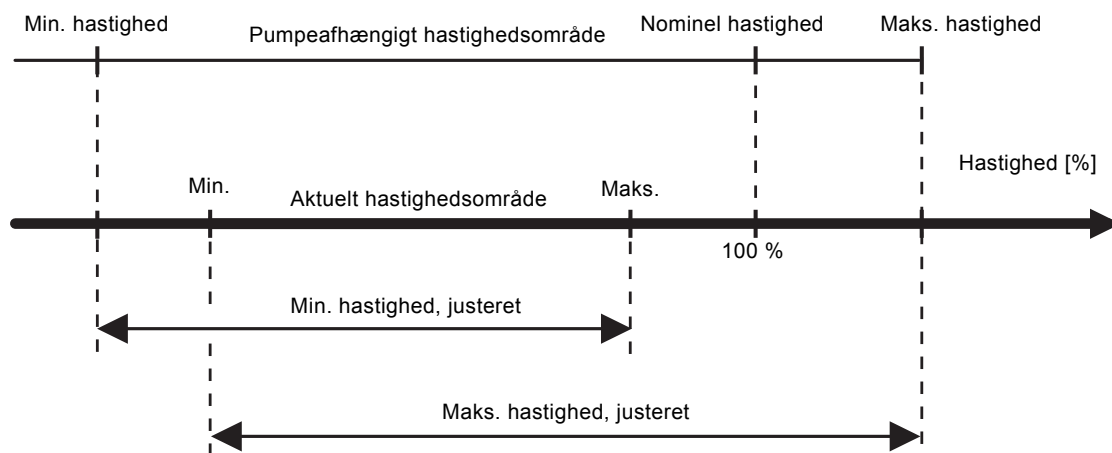 Min. hastighed
Pumpeafhængigt hastighedsområde
Nominel hastighed
Maks. hastighed
Hastighed [%]
Min.
Aktuelt hastighedsområde
Maks.
100 %
Min. hastighed, justeret
Maks. hastighed, justeret